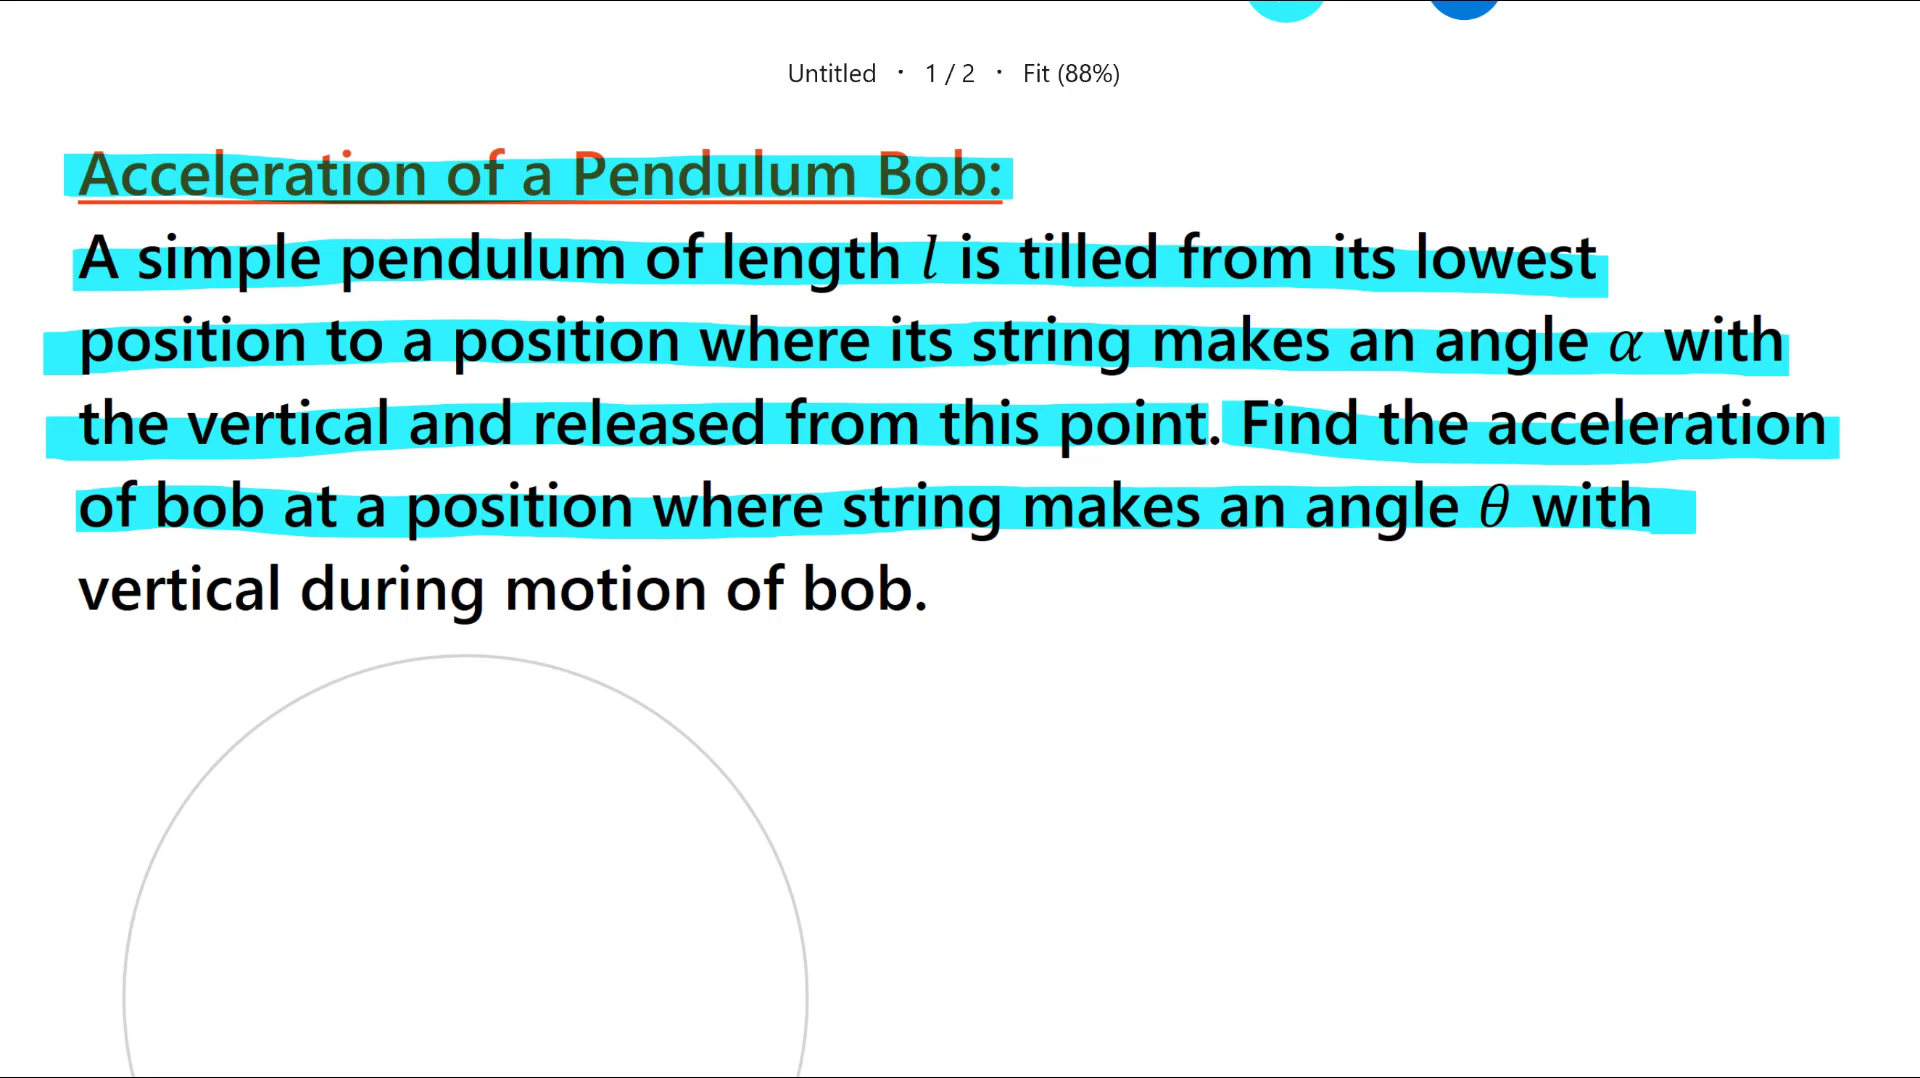 Untitled · 1 / 2 · Fit (88%)
Acceleration of a Pendulum Bob:
A simple pendulum of length l is tilled from its lowest
position to a position where its string makes an angle α with
the vertical and released from this point. Find the acceleration
of bob at a position where string makes an angle θ with
vertical during motion of bob.